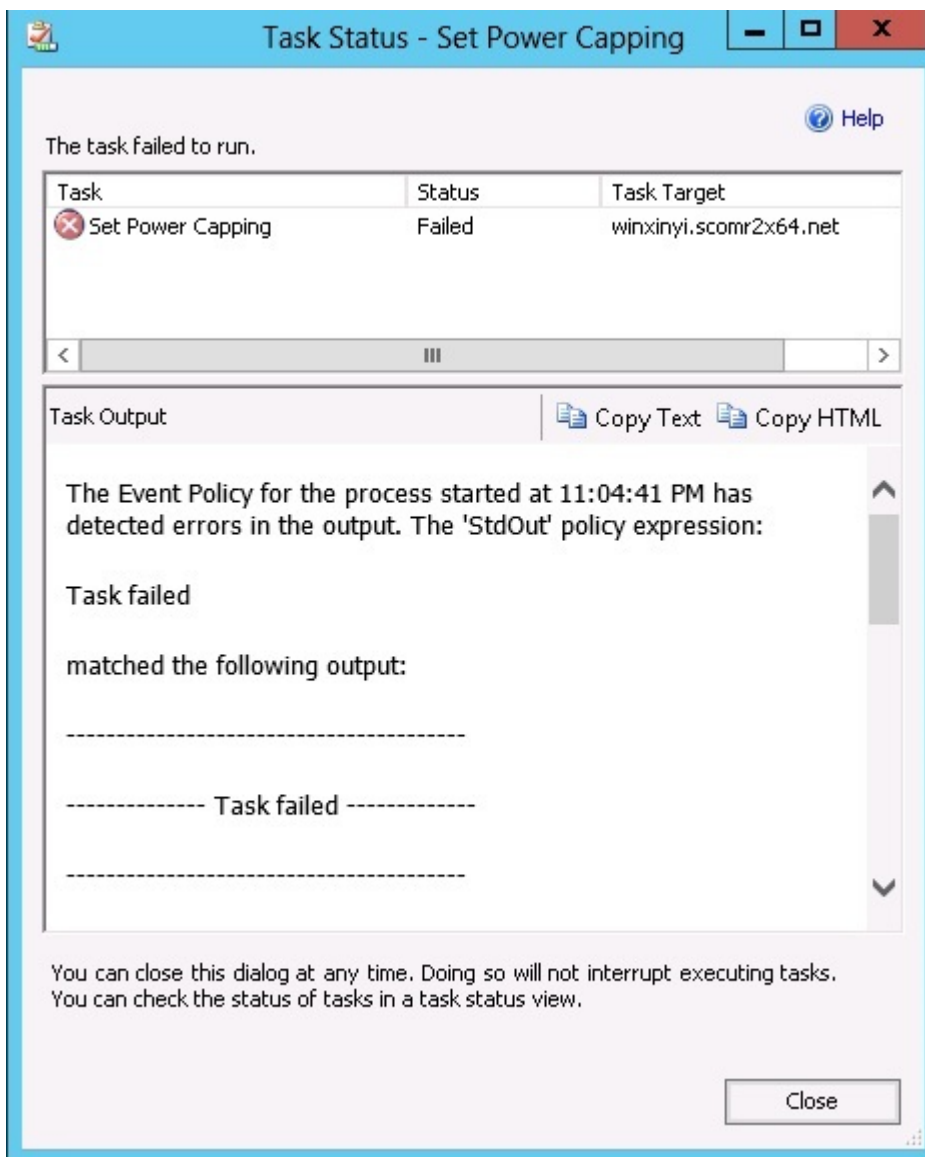 Task Status - Set Power Capping
Help
The task failed to run.
Task Status Task Target
Set Power Capping Failed winxinyi.scomr2x64.net
Task Output Copy Text Copy HTML
The Event Policy for the process started at 11:04:41 PM has
detected errors in the output. The 'StdOut' policy expression:
Task failed
matched the following output:
----------------------------------------
-------------- Task failed -------------
----------------------------------------
You can close this dialog at any time. Doing so will not interrupt executing tasks.
You can check the status of tasks in a task status view.
Close